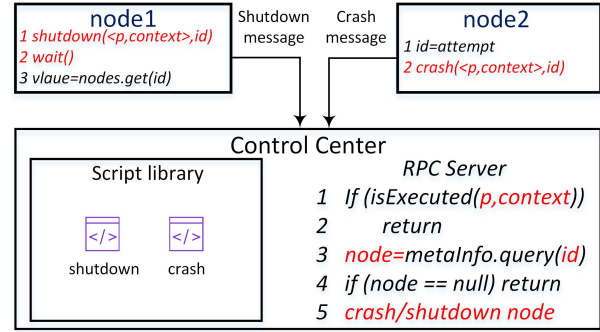 node1
1 shutdown(<p,context>,id)
2 wait()
3 vlaue=nodes.get(id)
Shutdown
message
Crash
message
node2
1 id=attempt
2 crash(<p,context>,id)
Control Center
Script library
</>
</>
shutdown
crash
RPC Server
1 If (isExecuted(p,context))
2 return
3 node=metaInfo.query(id)
4 if (node == null) return
5 crash/shutdown node